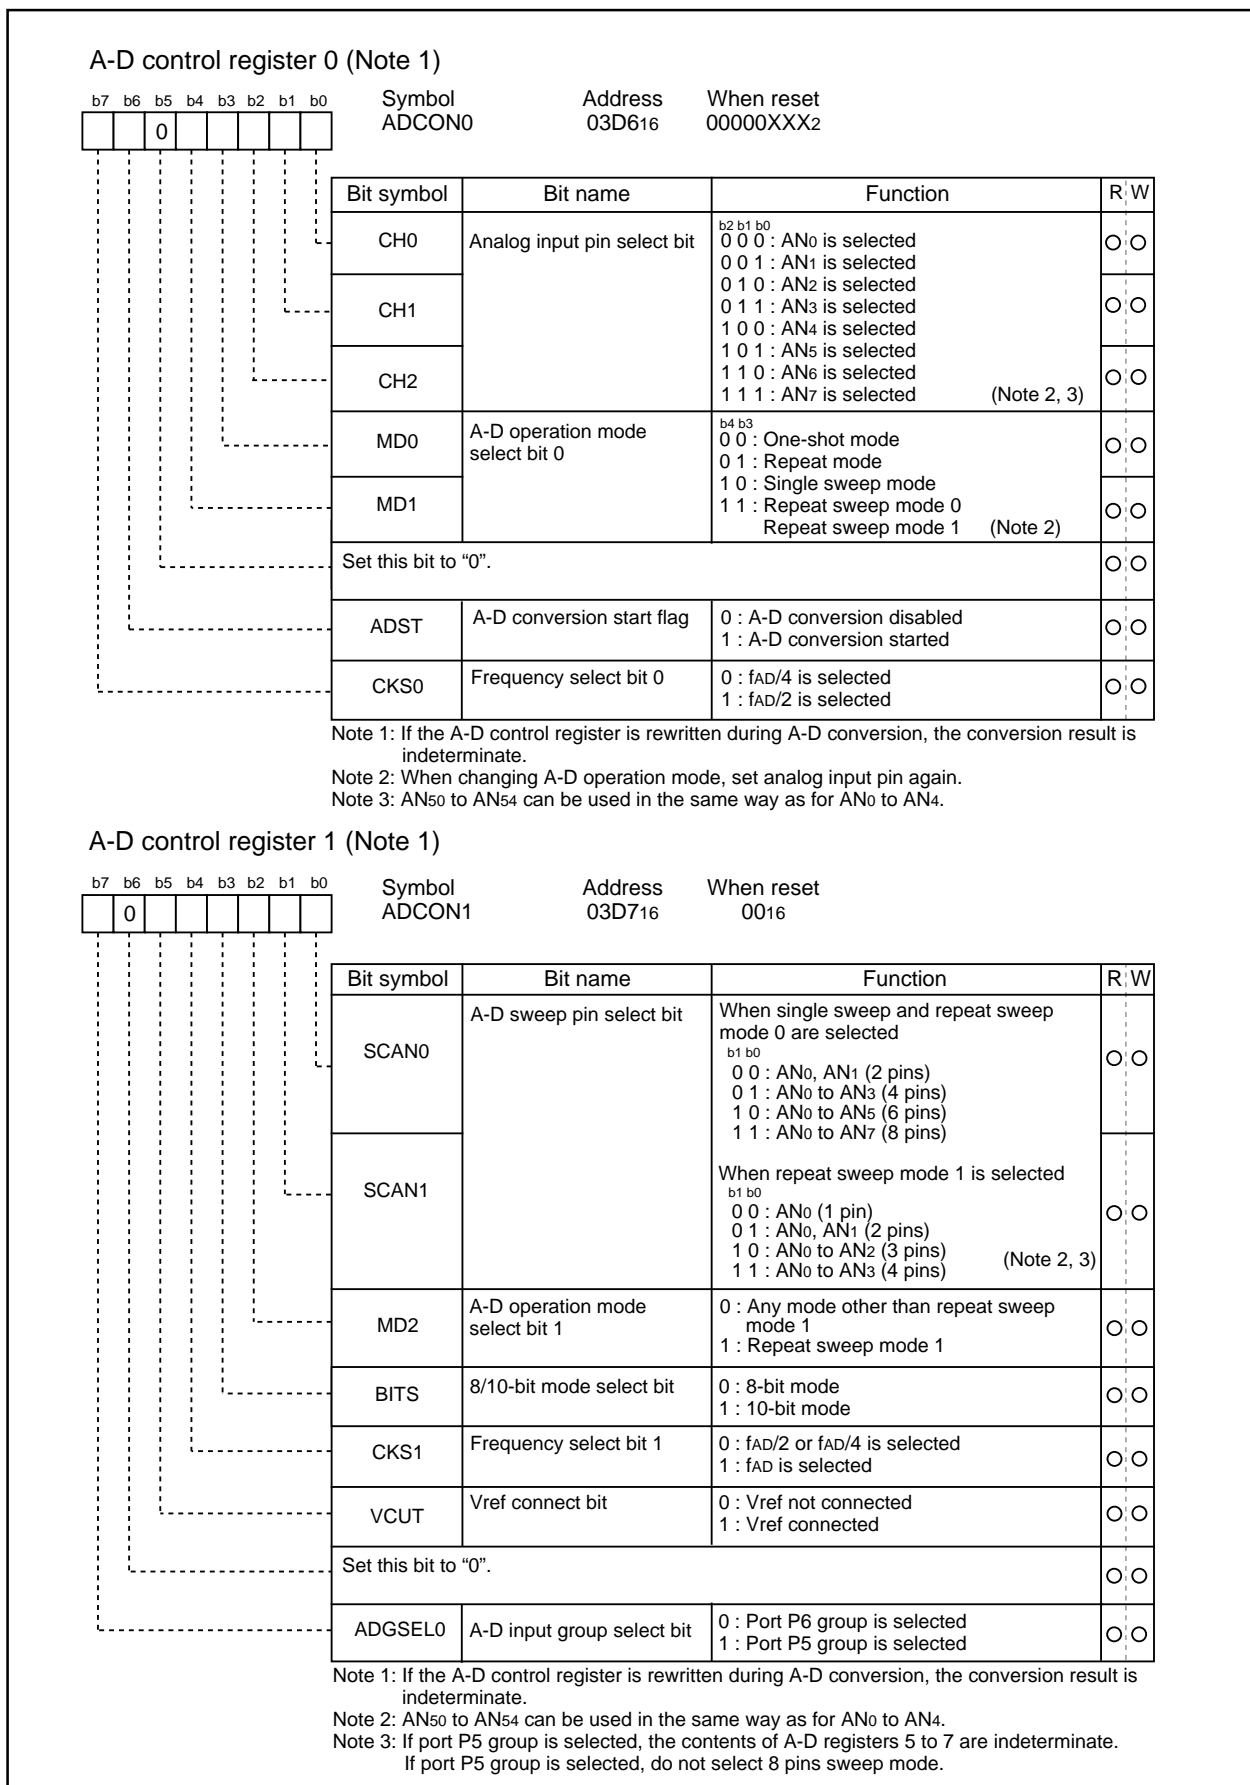 A-D control register 0 (Note 1)
b7 b6 b5 b4 b3 b2 b1 b0
Symbol Address When reset
ADCON0 03D616 00000XXX2
0
Bit symbol Bit name Function R W
CH0 Analog input pin select bit
b2 b1 b0
0 0 0 : AN0 is selected
0 0 1 : AN1 is selected
0 1 0 : AN2 is selected
CH1
0 1 1 : AN3 is selected
1 0 0 : AN4 is selected
1 0 1 : AN5 is selected
CH2
1 1 0 : AN6 is selected
1 1 1 : AN7 is selected (Note 2, 3)
MD0 A-D operation mode
select bit 0
b4 b3
0 0 : One-shot mode
0 1 : Repeat mode
MD1
1 0 : Single sweep mode
1 1 : Repeat sweep mode 0
Repeat sweep mode 1 (Note 2)
Set this bit to “0”.
ADST A-D conversion start flag 0 : A-D conversion disabled
1 : A-D conversion started
CKS0 Frequency select bit 0 0 : fAD/4 is selected
1 : fAD/2 is selected
Note 1: If the A-D control register is rewritten during A-D conversion, the conversion result is
indeterminate.
Note 2: When changing A-D operation mode, set analog input pin again.
Note 3: AN50 to AN54 can be used in the same way as for AN0 to AN4.
A-D control register 1 (Note 1)
b7 b6 b5 b4 b3 b2 b1 b0
Symbol Address When reset
ADCON1 03D716 0016
0
Bit symbol Bit name Function R W
SCAN0 A-D sweep pin select bit
When single sweep and repeat sweep
mode 0 are selected
b1 b0
0 0 : AN0, AN1 (2 pins)
0 1 : AN0 to AN3 (4 pins)
1 0 : AN0 to AN5 (6 pins)
1 1 : AN0 to AN7 (8 pins)
SCAN1
When repeat sweep mode 1 is selected
b1 b0
0 0 : AN0 (1 pin)
0 1 : AN0, AN1 (2 pins)
1 0 : AN0 to AN2 (3 pins)
1 1 : AN0 to AN3 (4 pins) (Note 2, 3)
MD2 A-D operation mode
select bit 1
0 : Any mode other than repeat sweep
mode 1
1 : Repeat sweep mode 1
BITS 8/10-bit mode select bit 0 : 8-bit mode
1 : 10-bit mode
CKS1 Frequency select bit 1 0 : fAD/2 or fAD/4 is selected
1 : fAD is selected
VCUT Vref connect bit 0 : Vref not connected
1 : Vref connected
Set this bit to “0”.
ADGSEL0 A-D input group select bit 0 : Port P6 group is selected
1 : Port P5 group is selected
Note 1: If the A-D control register is rewritten during A-D conversion, the conversion result is
indeterminate.
Note 2: AN50 to AN54 can be used in the same way as for AN0 to AN4.
Note 3: If port P5 group is selected, the contents of A-D registers 5 to 7 are indeterminate.
If port P5 group is selected, do not select 8 pins sweep mode.